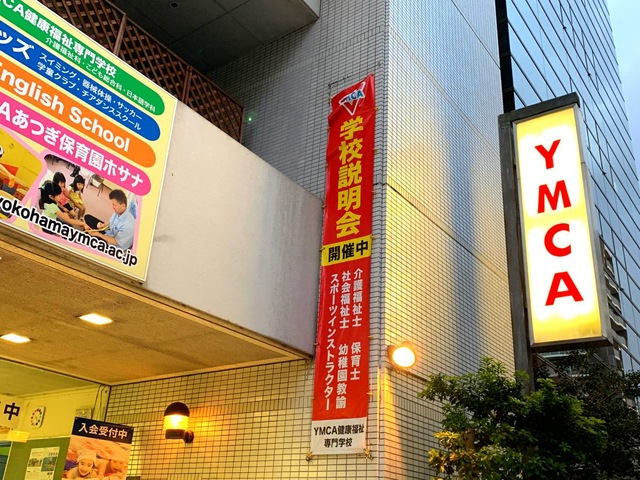 MCA健康福祉専門学校
介護福祉科・こども総合科・日本語学科
ッズ
スイミング・器械体操・サッカー
学童クラブ・チアダンススクール
English School
Aあつぎ保育園ホサナ
yokohamaymca.ac.jp
YMCA
学校説明会
開催中
介護福祉士 保育士
社会福祉士 幼稚園教諭
スポーツインストラクター
YMCA健康福祉
専門学校
YMCA
中
入会受付中